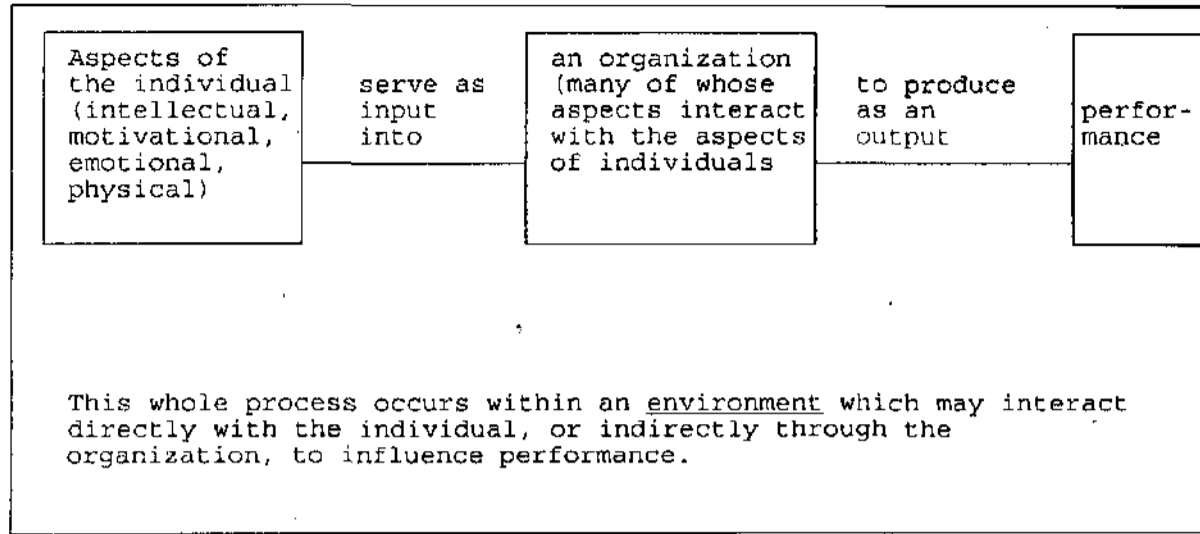 Aspects of
the individual
(intellectual,
motivational,
emotional,
physical)
serve as
input
into
an organization
(many of whose
aspects interact
with the aspects
of individuals
to produce
as an
output
perfor-
mance
This whole process occurs within an environment which may interact
directly with the individual, or indirectly through the
organization, to influence performance.